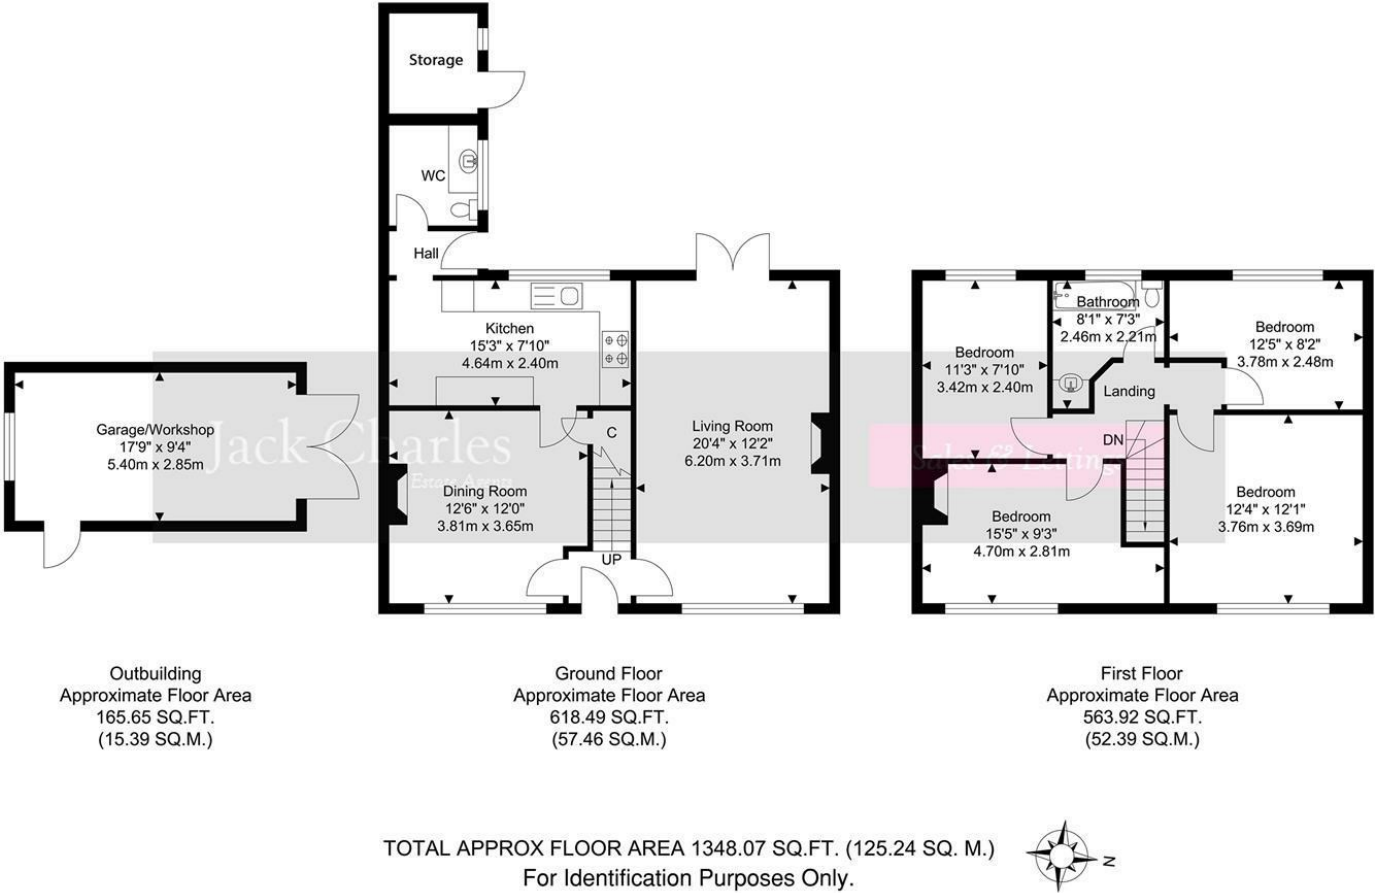 Storage
WC
Hall
Kitchen
15'3" x 7'10"
4.64m x 2.40m
Garage/Workshop
17'9" x 9'4"
5.40m x 2.85m
Dining Room
12'6" x 12'0"
3.81m x 3.65m
C
UP
Living Room
20'4" x 12'2"
6.20m x 3.71m
Bedroom
11'3" x 7'10"
3.42m x 2.40m
Bathroom
8'1" x 7'3"
2.46m x 2.21m
Bedroom
12'5" x 8'2"
3.78m x 2.48m
Landing
DN
Bedroom
15'5" x 9'3"
4.70m x 2.81m
Bedroom
12'4" x 12'1"
3.76m x 3.69m
Jack Charles
Estate Agents
Sales & Lettings
Outbuilding
Approximate Floor Area
165.65 SQ.FT.
(15.39 SQ.M.)
Ground Floor
Approximate Floor Area
618.49 SQ.FT.
(57.46 SQ.M.)
First Floor
Approximate Floor Area
563.92 SQ.FT.
(52.39 SQ.M.)
TOTAL APPROX FLOOR AREA 1348.07 SQ.FT. (125.24 SQ. M.)
For Identification Purposes Only.
N